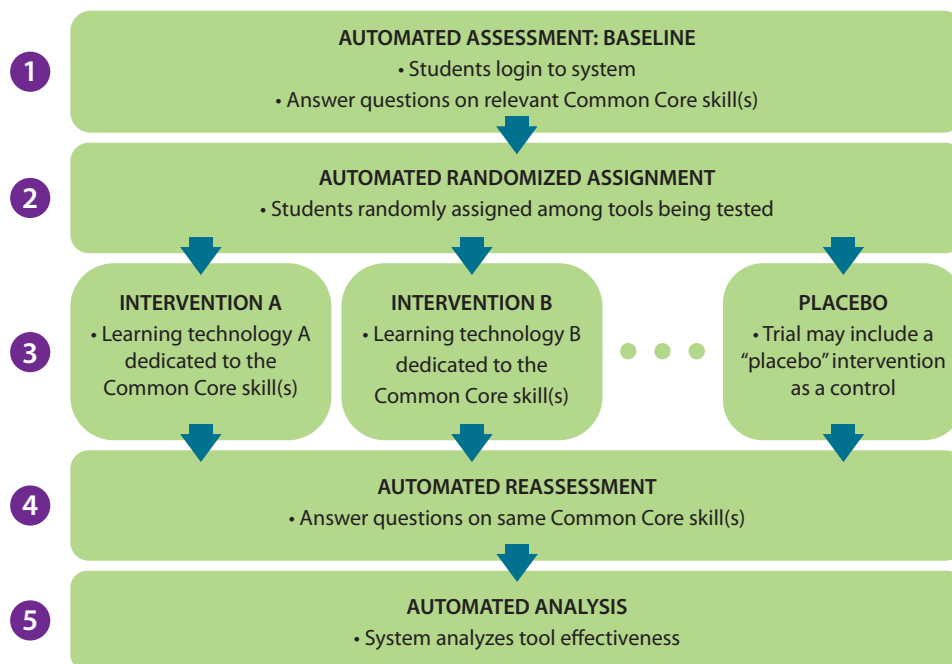 1
AUTOMATED ASSESSMENT: BASELINE
• Students login to system
• Answer questions on relevant Common Core skill(s)
2
AUTOMATED RANDOMIZED ASSIGNMENT
• Students randomly assigned among tools being tested
3
INTERVENTION A
• Learning technology A
dedicated to the
Common Core skill(s)
INTERVENTION B
• Learning technology B
dedicated to the
Common Core skill(s)
PLACEBO
• Trial may include a
“placebo” intervention
as a control
4
AUTOMATED REASSESSMENT
• Answer questions on same Common Core skill(s)
5
AUTOMATED ANALYSIS
• System analyzes tool effectiveness